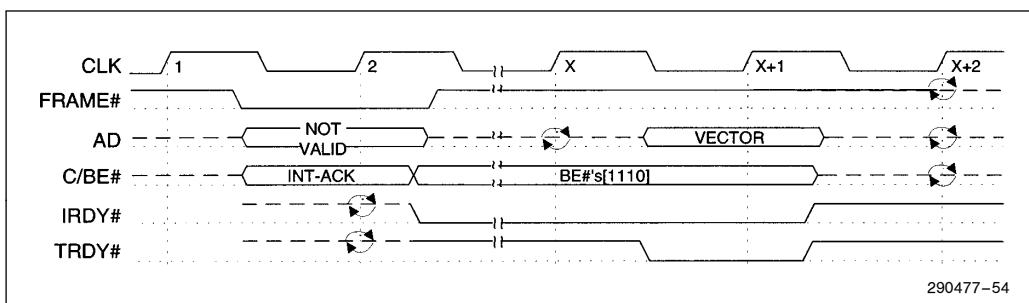 CLK 1 2 X X+1 X+2
FRAME#
AD NOT VALID VECTOR
C/BE# INT-ACK BE#'s[1110]
IRDY#
TRDY#
290477–54